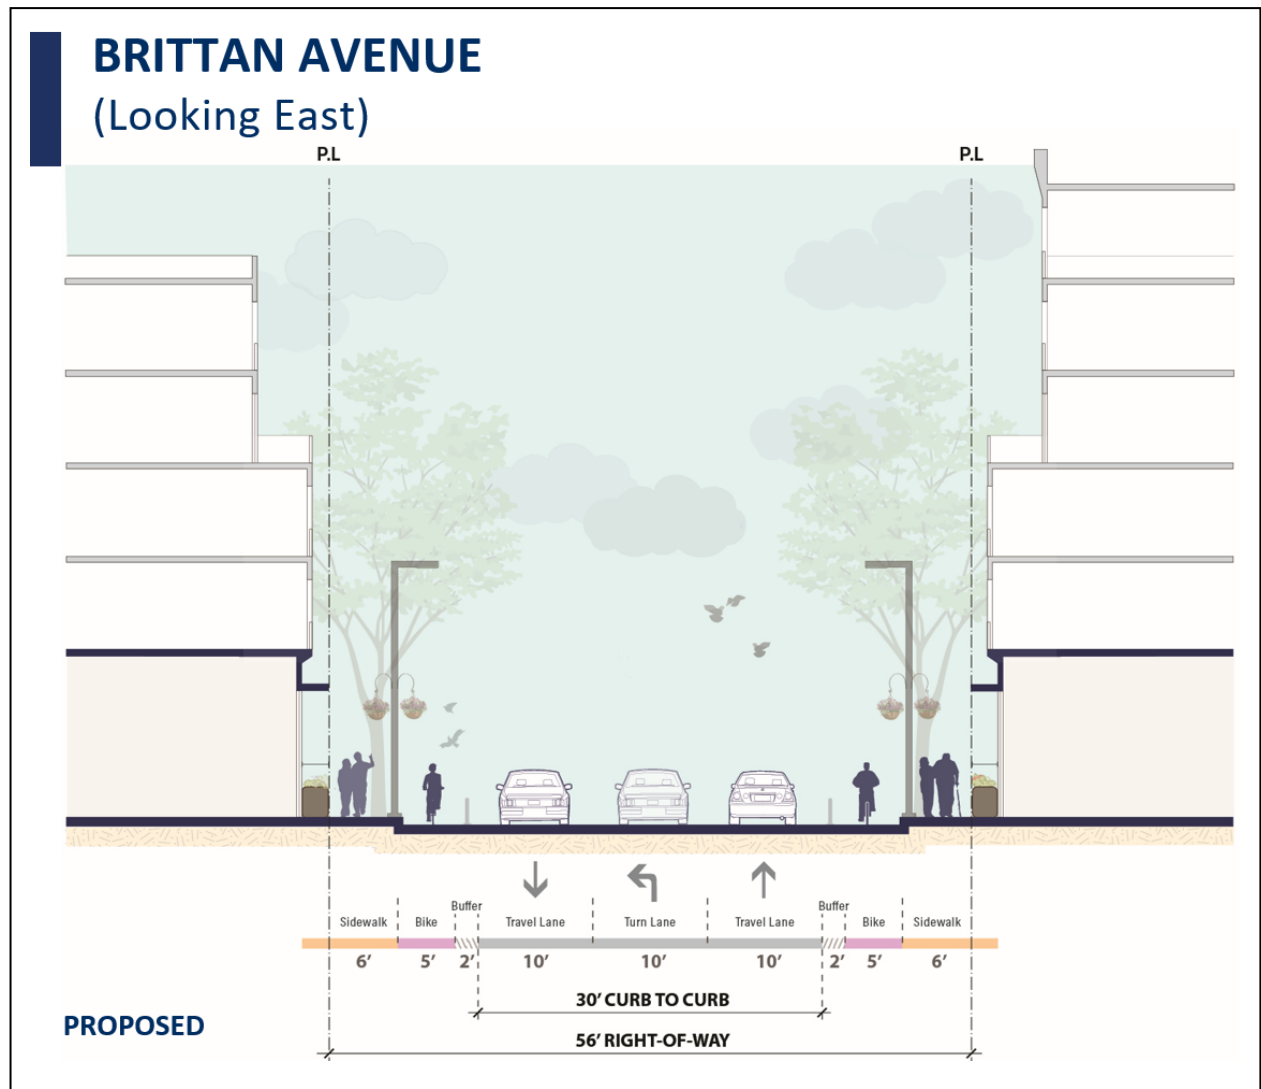 BRITTAN AVENUE
(Looking East)
P.L
P.L
Sidewalk Bike Buffer Travel Lane Turn Lane Travel Lane Buffer Bike Sidewalk
6' 5' 2' 10' 10' 10' 2' 5' 6'
30' CURB TO CURB
PROPOSED
56' RIGHT-OF-WAY